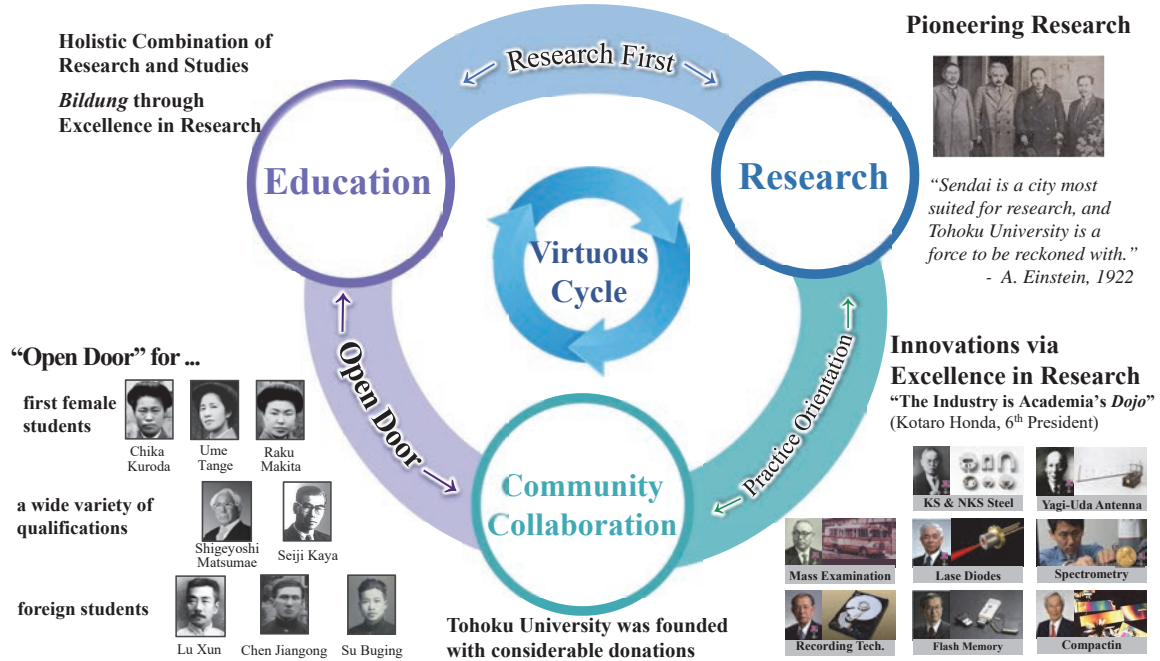 Holistic Combination of
Research and Studies
Bildung through
Excellence in Research
Research First
Pioneering Research
Education
Research
Virtuous
Cycle
“Sendai is a city most
suited for research, and
Tohoku University is a
force to be reckoned with.”
- A. Einstein, 1922
“Open Door” for ...
first female
students
Chika
Kuroda
Ume
Tange
Raku
Makita
a wide variety of
qualifications
Shigeyoshi
Matsumae
Seiji Kaya
foreign students
Lu Xun
Chen Jiangong
Su Buging
Open Door
Practice Orientation
Community
Collaboration
Tohoku University was founded
with considerable donations
Innovations via
Excellence in Research
“The Industry is Academia’s Dojo”
(Kotaro Honda, 6th President)
KS & NKS Steel
Yagi-Uda Antenna
Mass Examination
Lase Diodes
Spectrometry
Recording Tech.
Flash Memory
Compactin